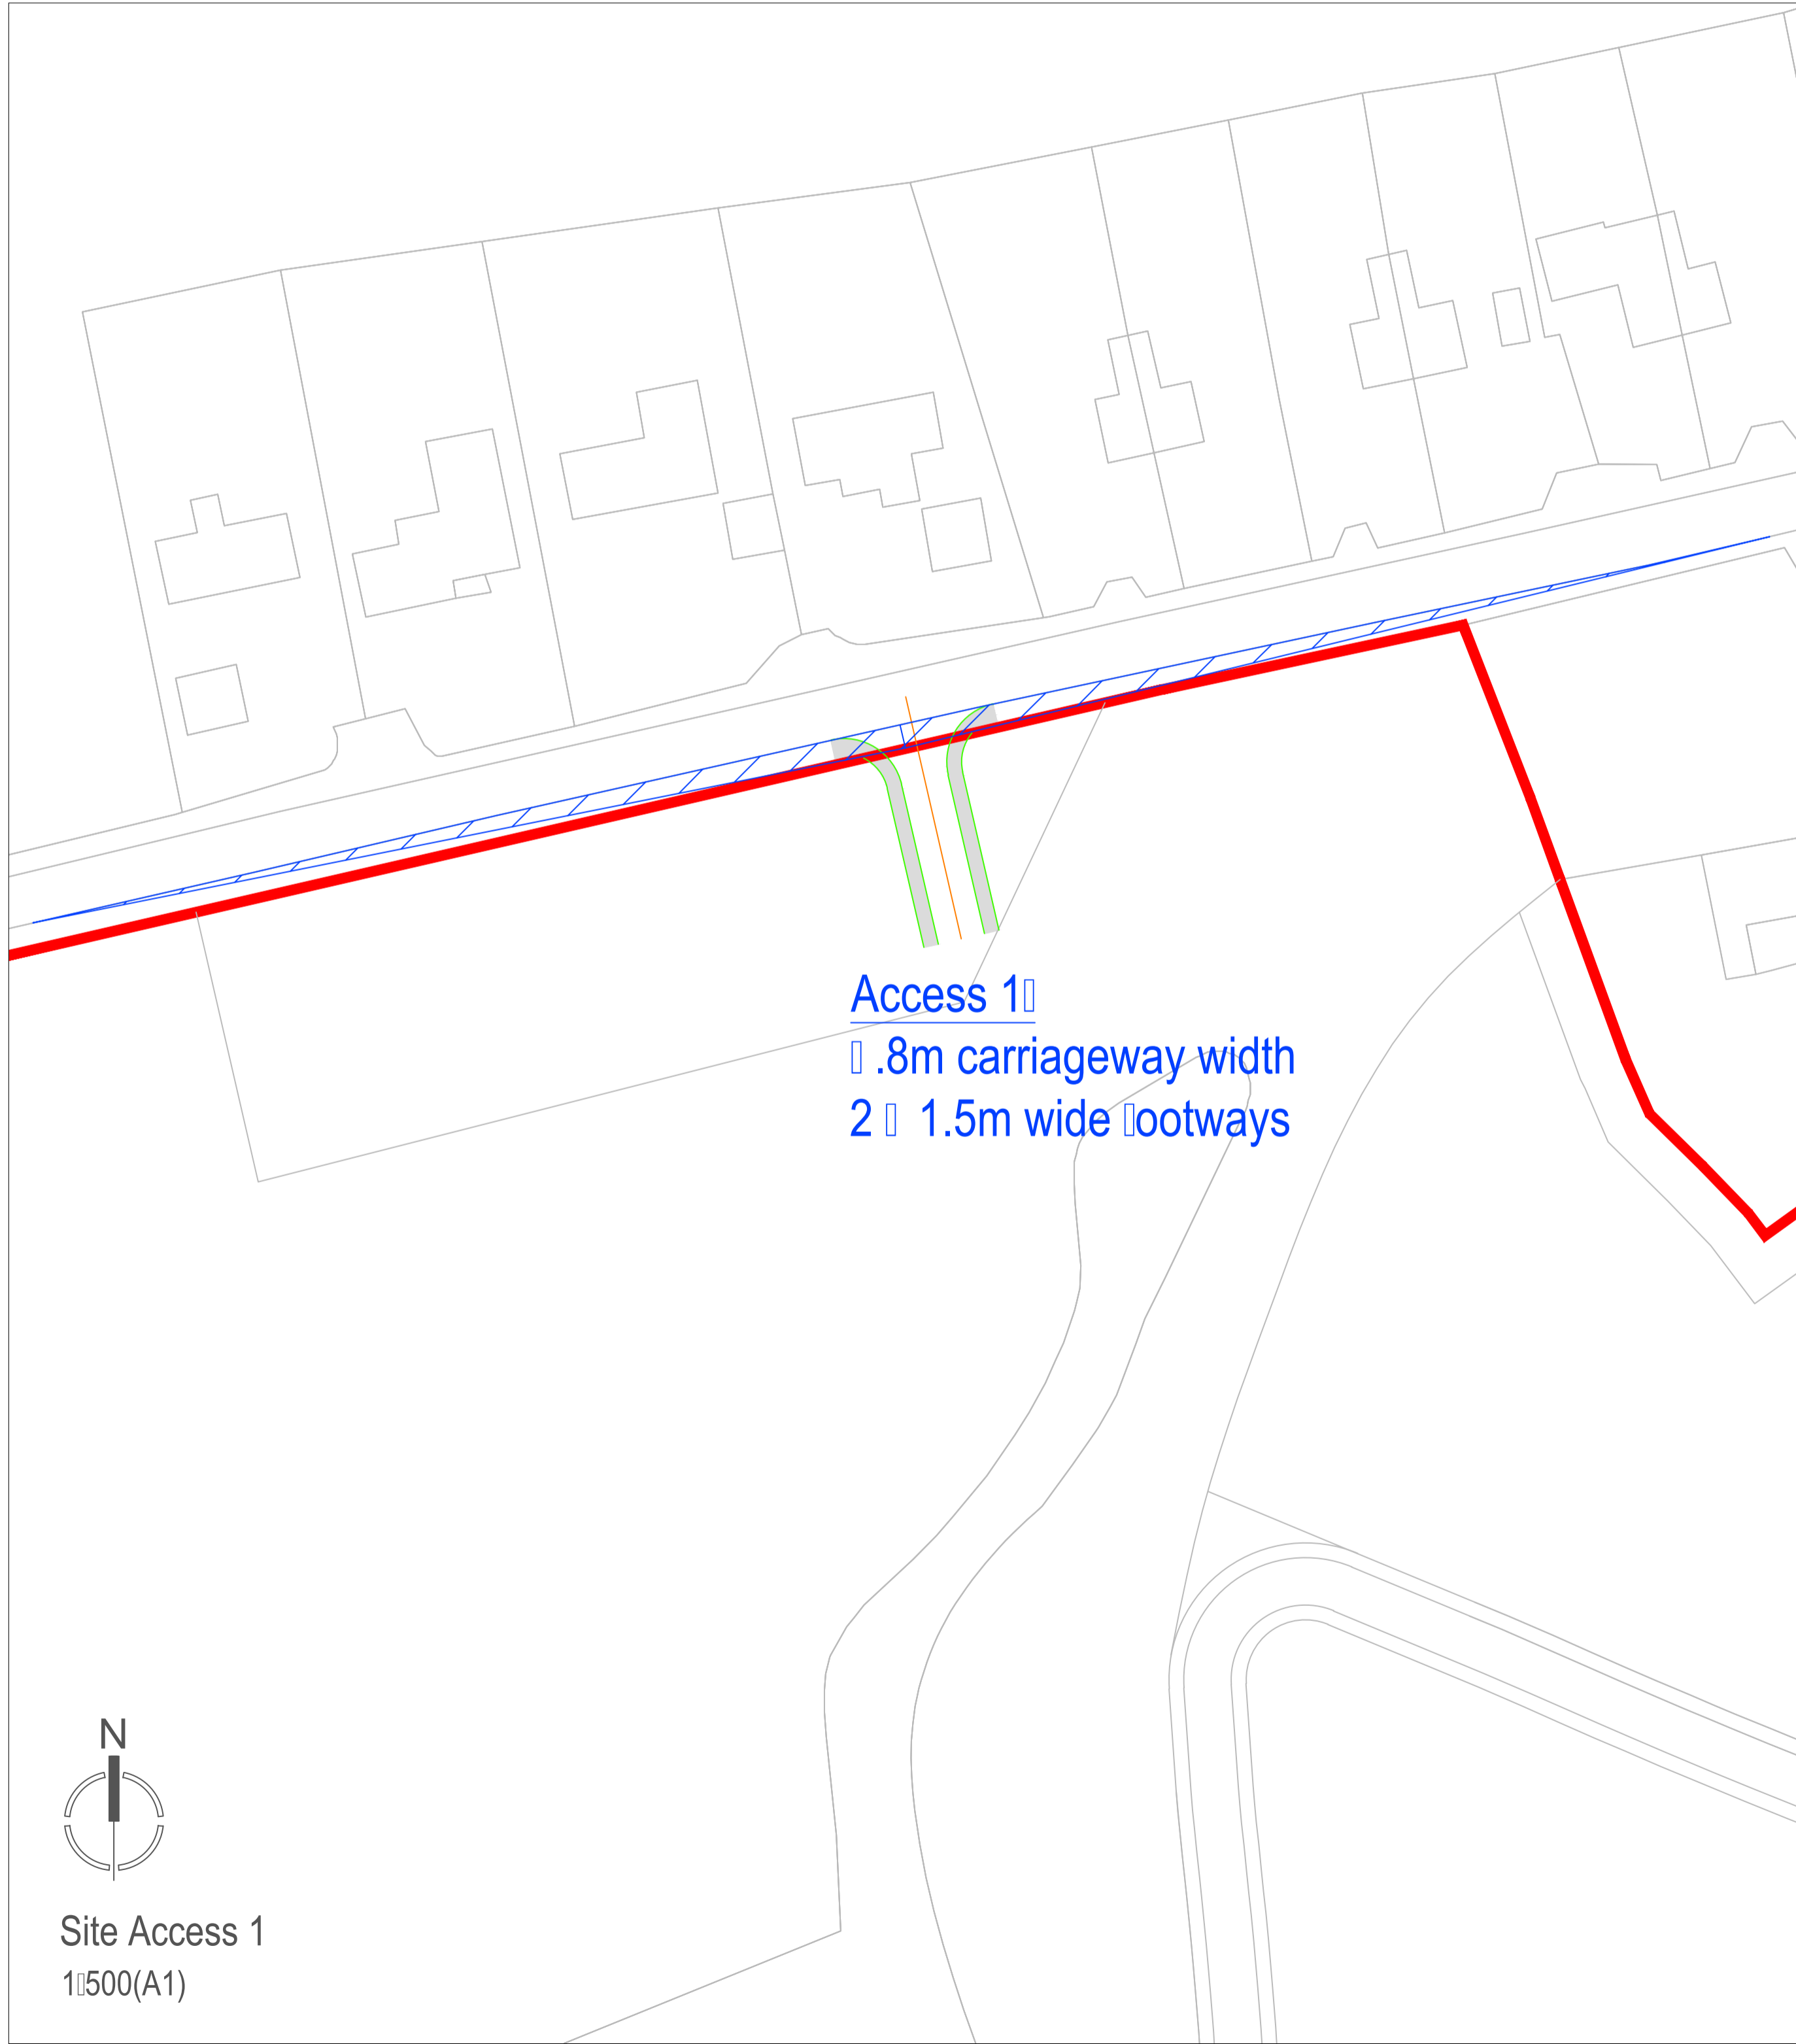 Access 1▯
▯.8m carriageway width
2 ▯ 1.5m wide ▯ootways
N
Site Access 1
1▯500(A1)